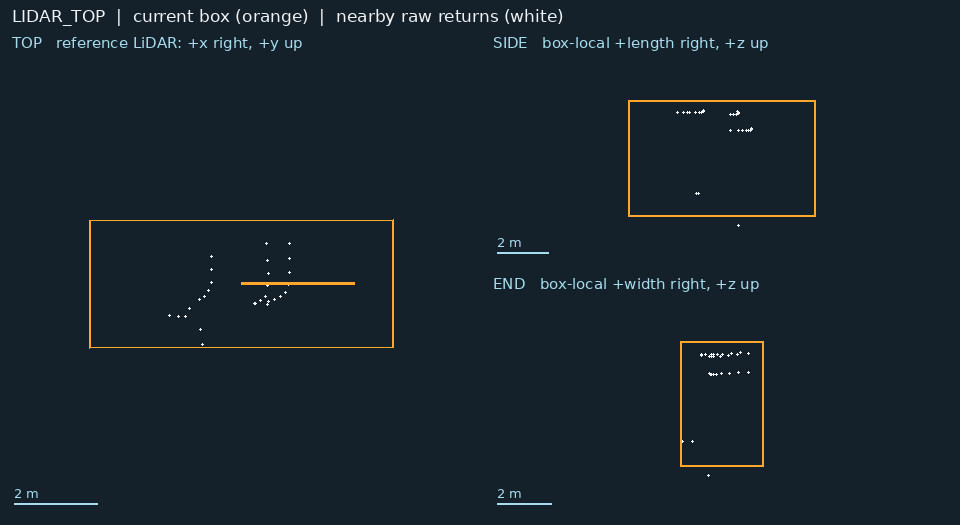 LIDAR_TOP | current box (orange) | nearby raw returns (white)
TOP reference LiDAR: +x right, +y up
SIDE box-local +length right, +z up
2 m
END box-local +width right, +z up
2 m
2 m